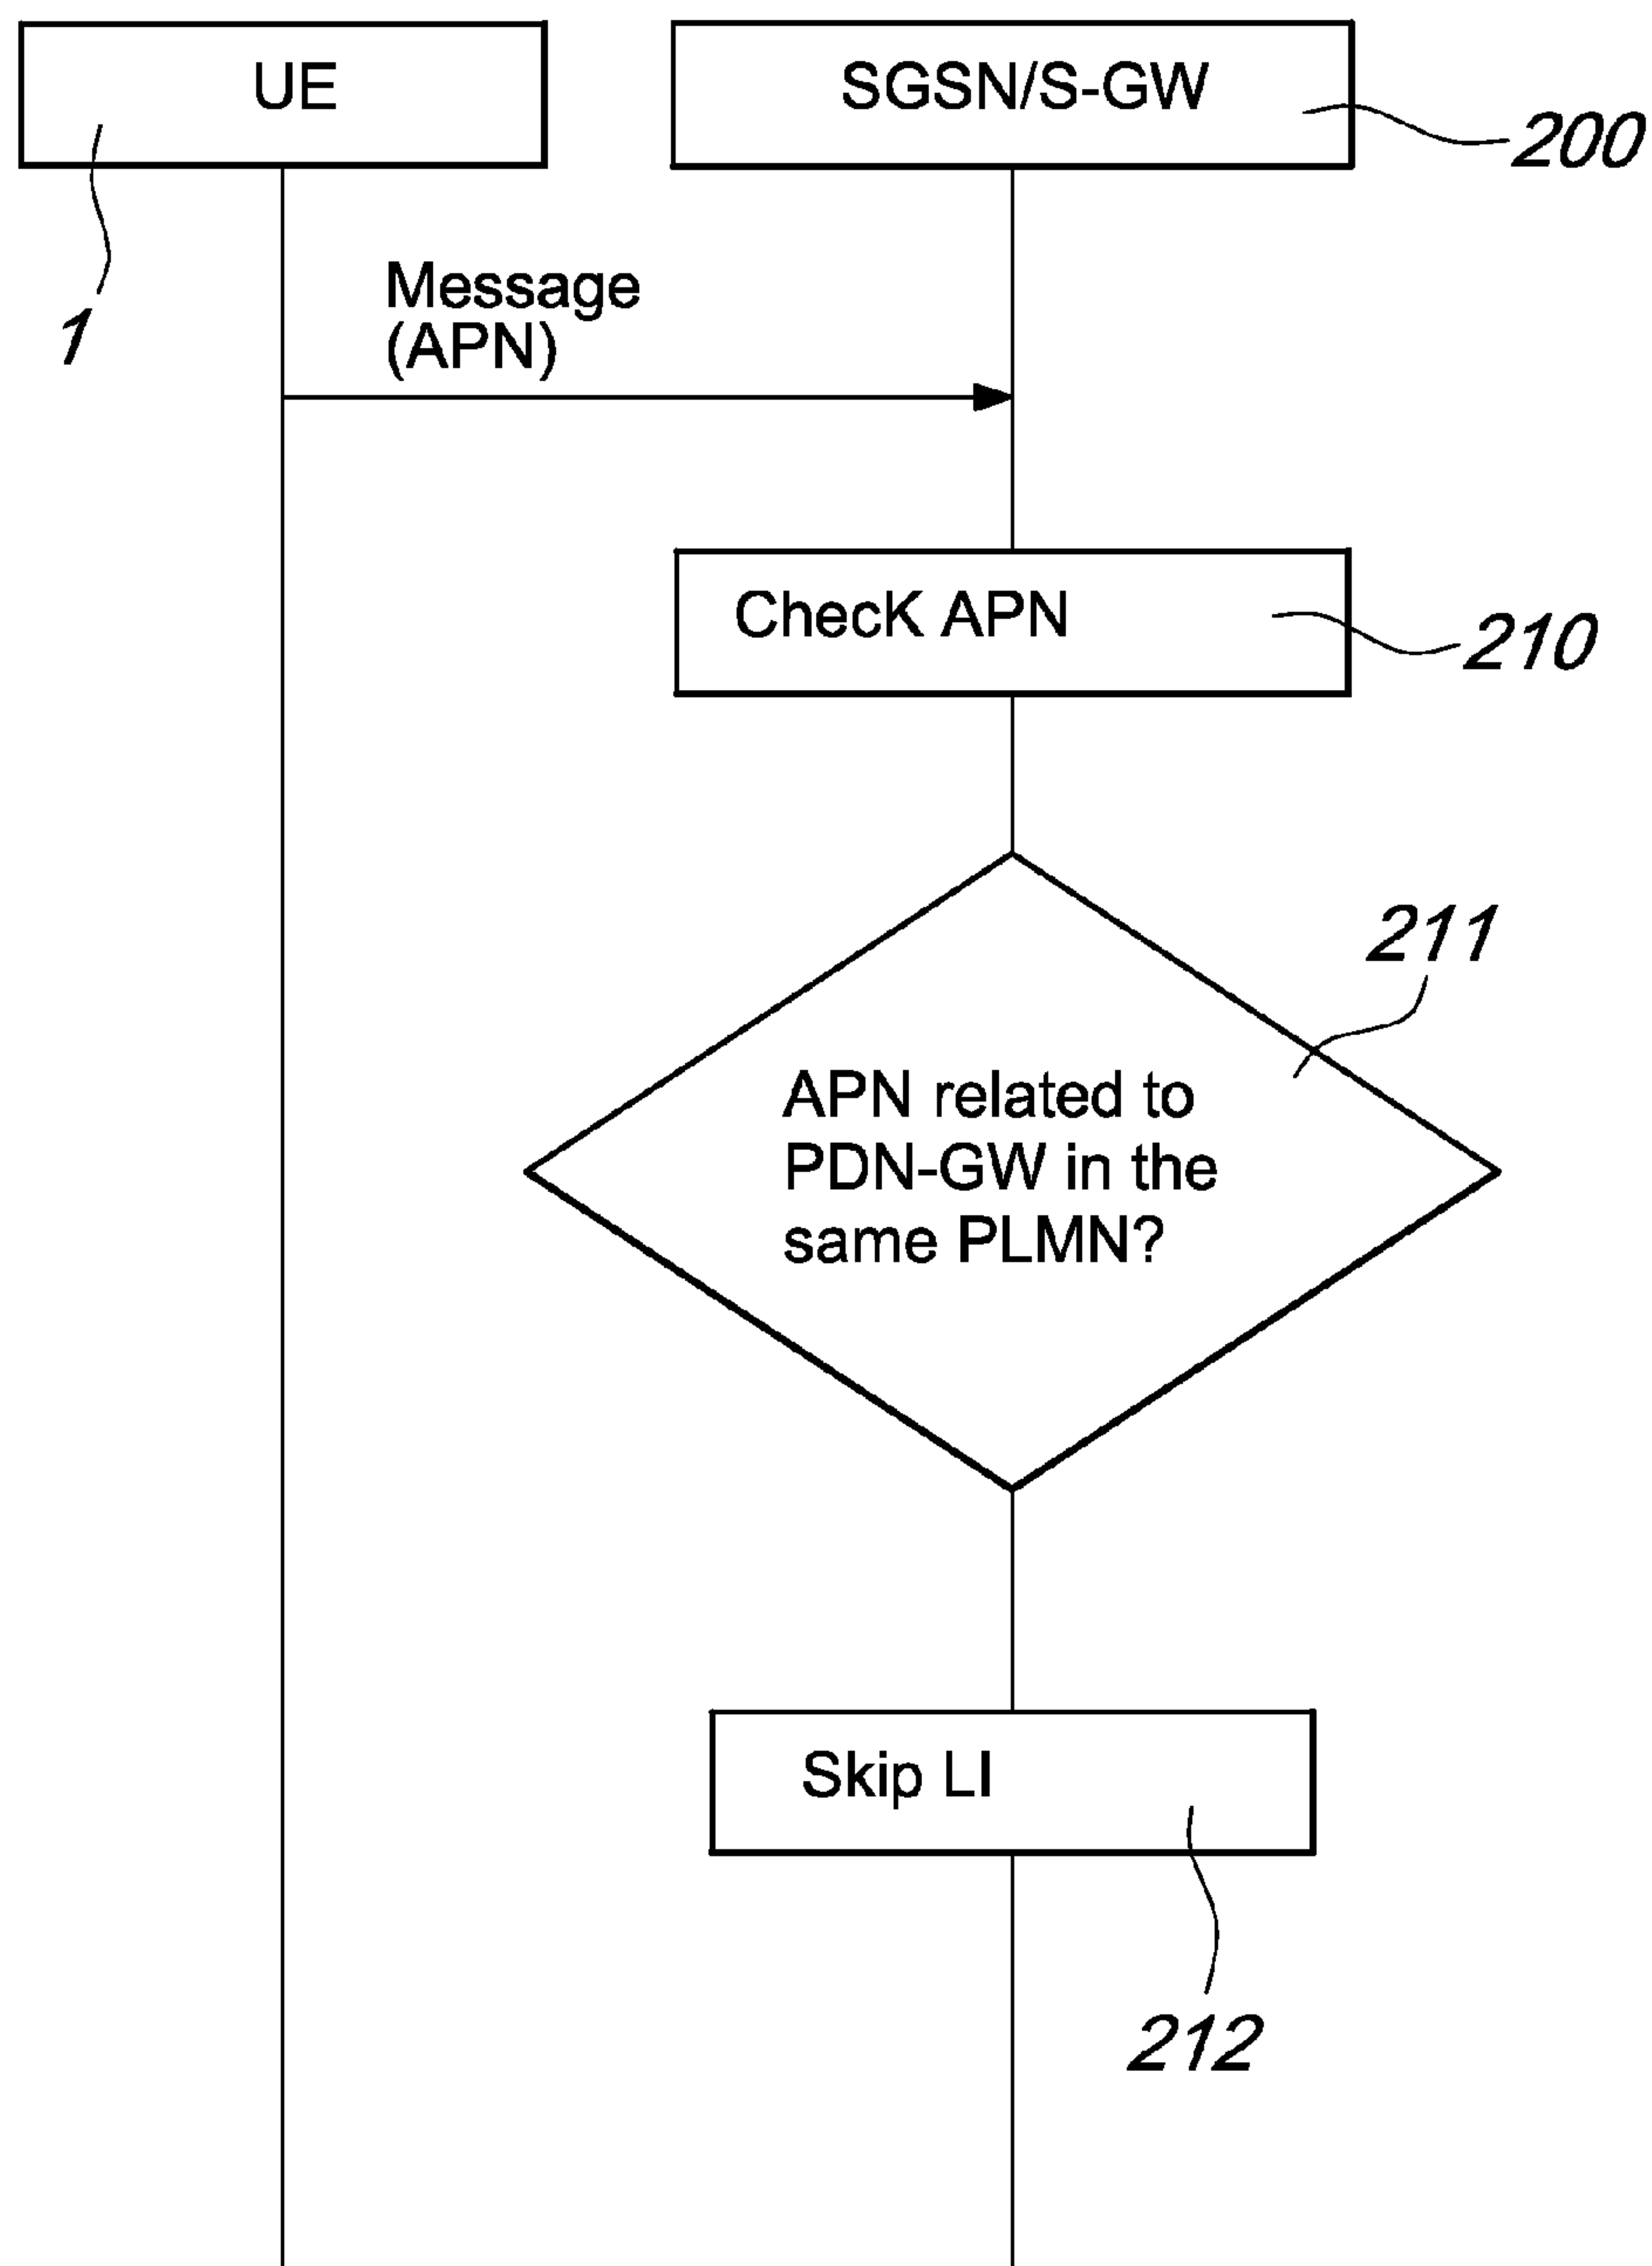 UE
SGSN/S-GW
200
1
Message
(APN)
ChecK APN
210
211
APN related to
PDN-GW in the
same PLMN?
Skip LI
212